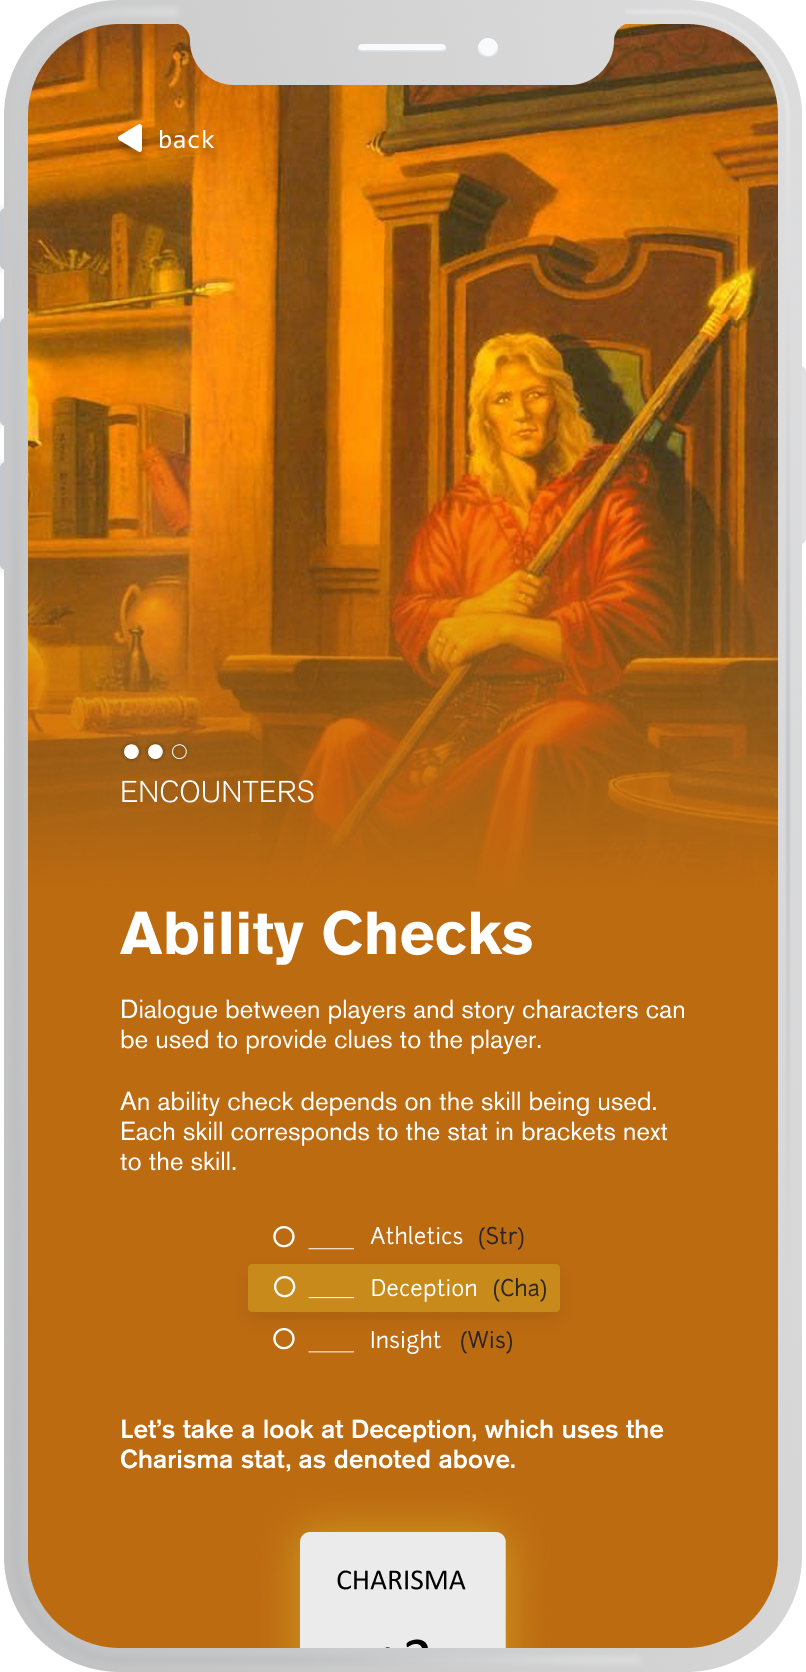 back
ENCOUNTERS
Ability Checks
Dialogue between players and story characters can
be used to provide clues to the player.
An ability check depends on the skill being used.
Each skill corresponds to the stat in brackets next
to the skill.
____ Athletics (Str)
____ Deception (Cha)
____ Insight (Wis)
Let’s take a look at Deception, which uses the
Charisma stat, as denoted above.
CHARISMA